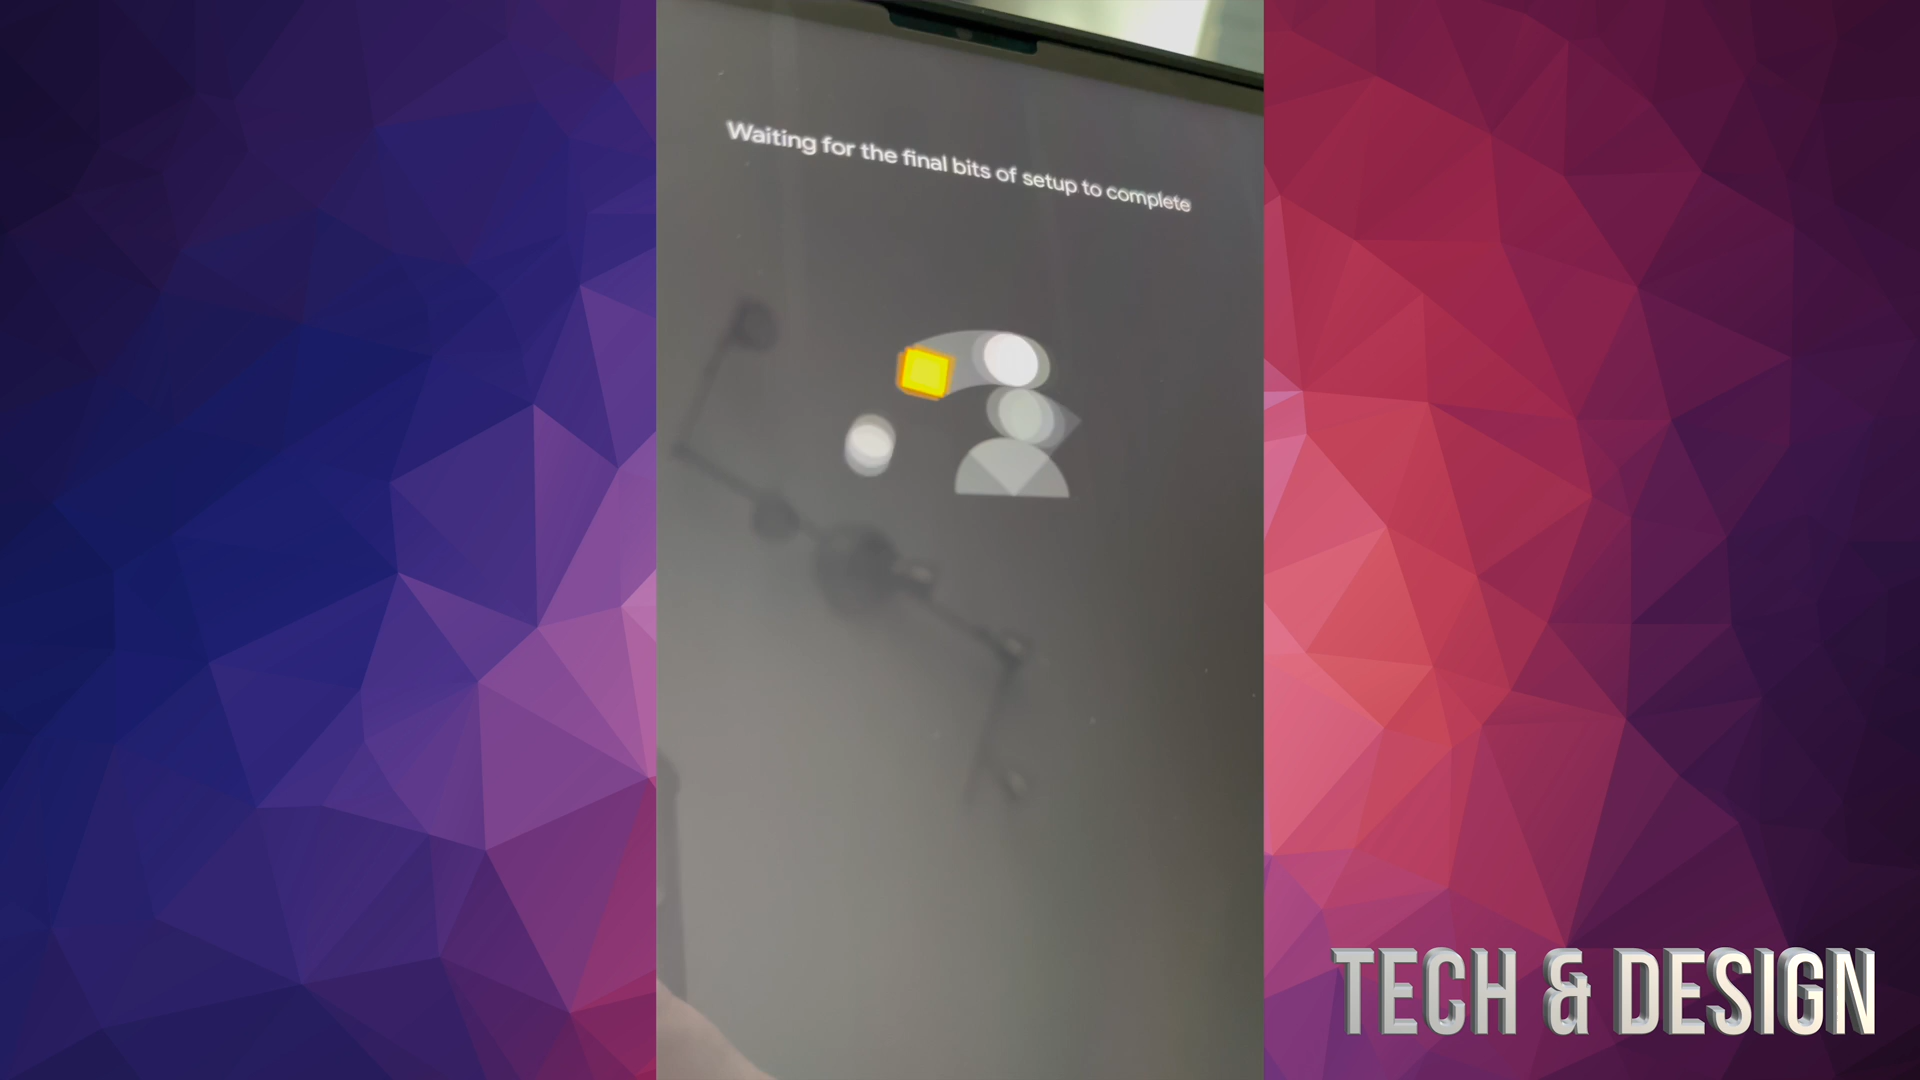 Waiting for the final bits of setup to complete
TECH & DESIGN